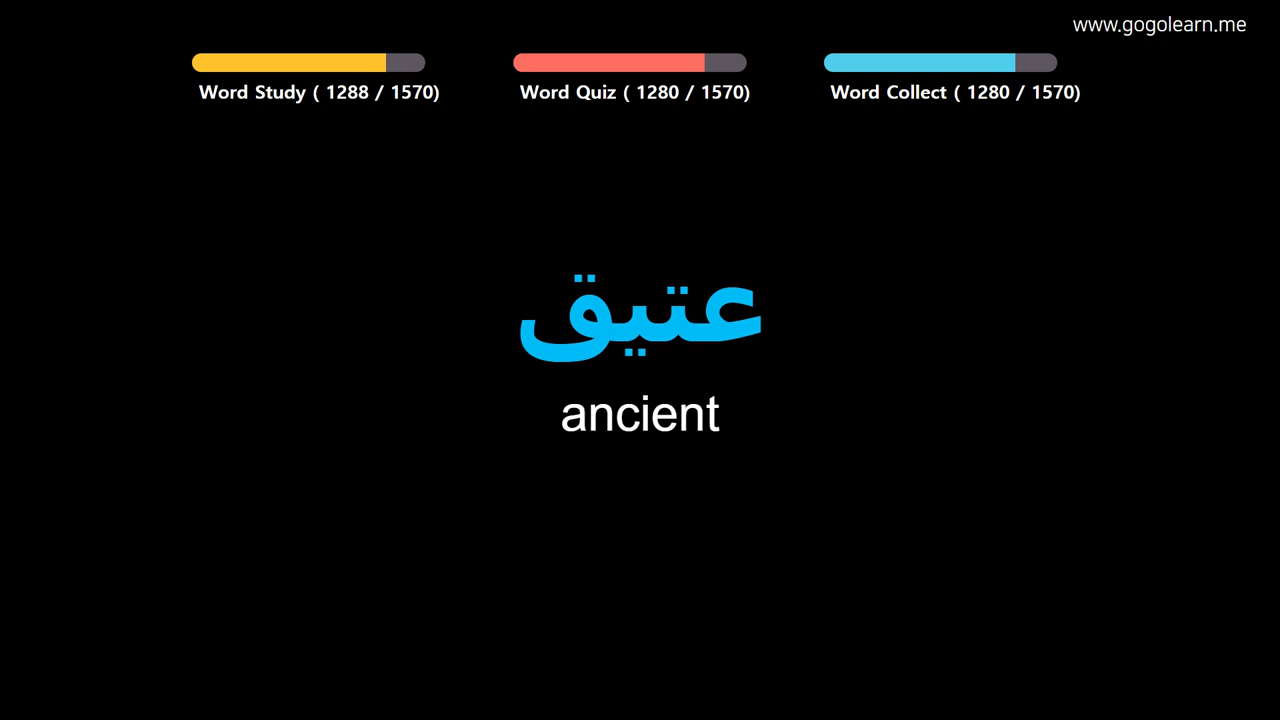 www.gogolearn.me
Word Study ( 1288 / 1570)
Word Quiz ( 1280 / 1570)
Word Collect ( 1280 / 1570)
عتيق
ancient